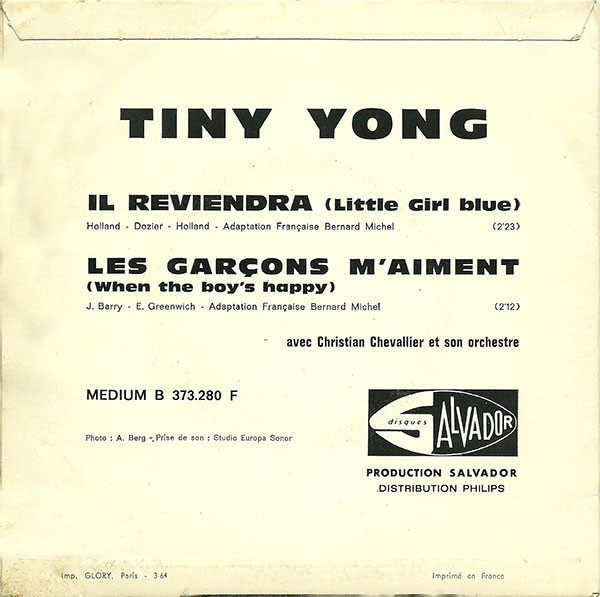 TINY YONG
IL REVIENDRA (Little Girl blue)
Holland - Dozier - Holland - Adaptation Française Bernard Michel (2'23)
LES GARÇONS M'AIMENT
(When the boy's happy)
J. Barry - E. Greenwich - Adaptation Française Bernard Michel (2'12)
avec Christian Chevallier et son orchestre
MEDIUM B 373.280 F
disques SALVADOR
Photo : A. Berg - Prise de son : Studio Europa Sonor
PRODUCTION SALVADOR
DISTRIBUTION PHILIPS
Imp. GLORY, Paris - 3-64 Imprimé en France